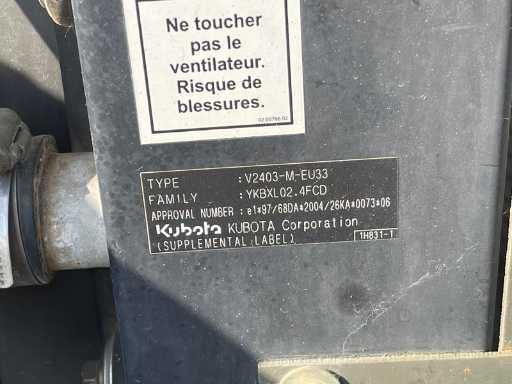 Ne toucher
pas le
ventilateur.
Risque de
blessures.
TYPE : V2403-M-EU33
FAMILY : YKBXL02.4FCD
APPROVAL NUMBER : e1*97/68DA*2004/26KA*0073*06
Kubota KUBOTA Corporation
(SUPPLEMENTAL LABEL) 1H831-1